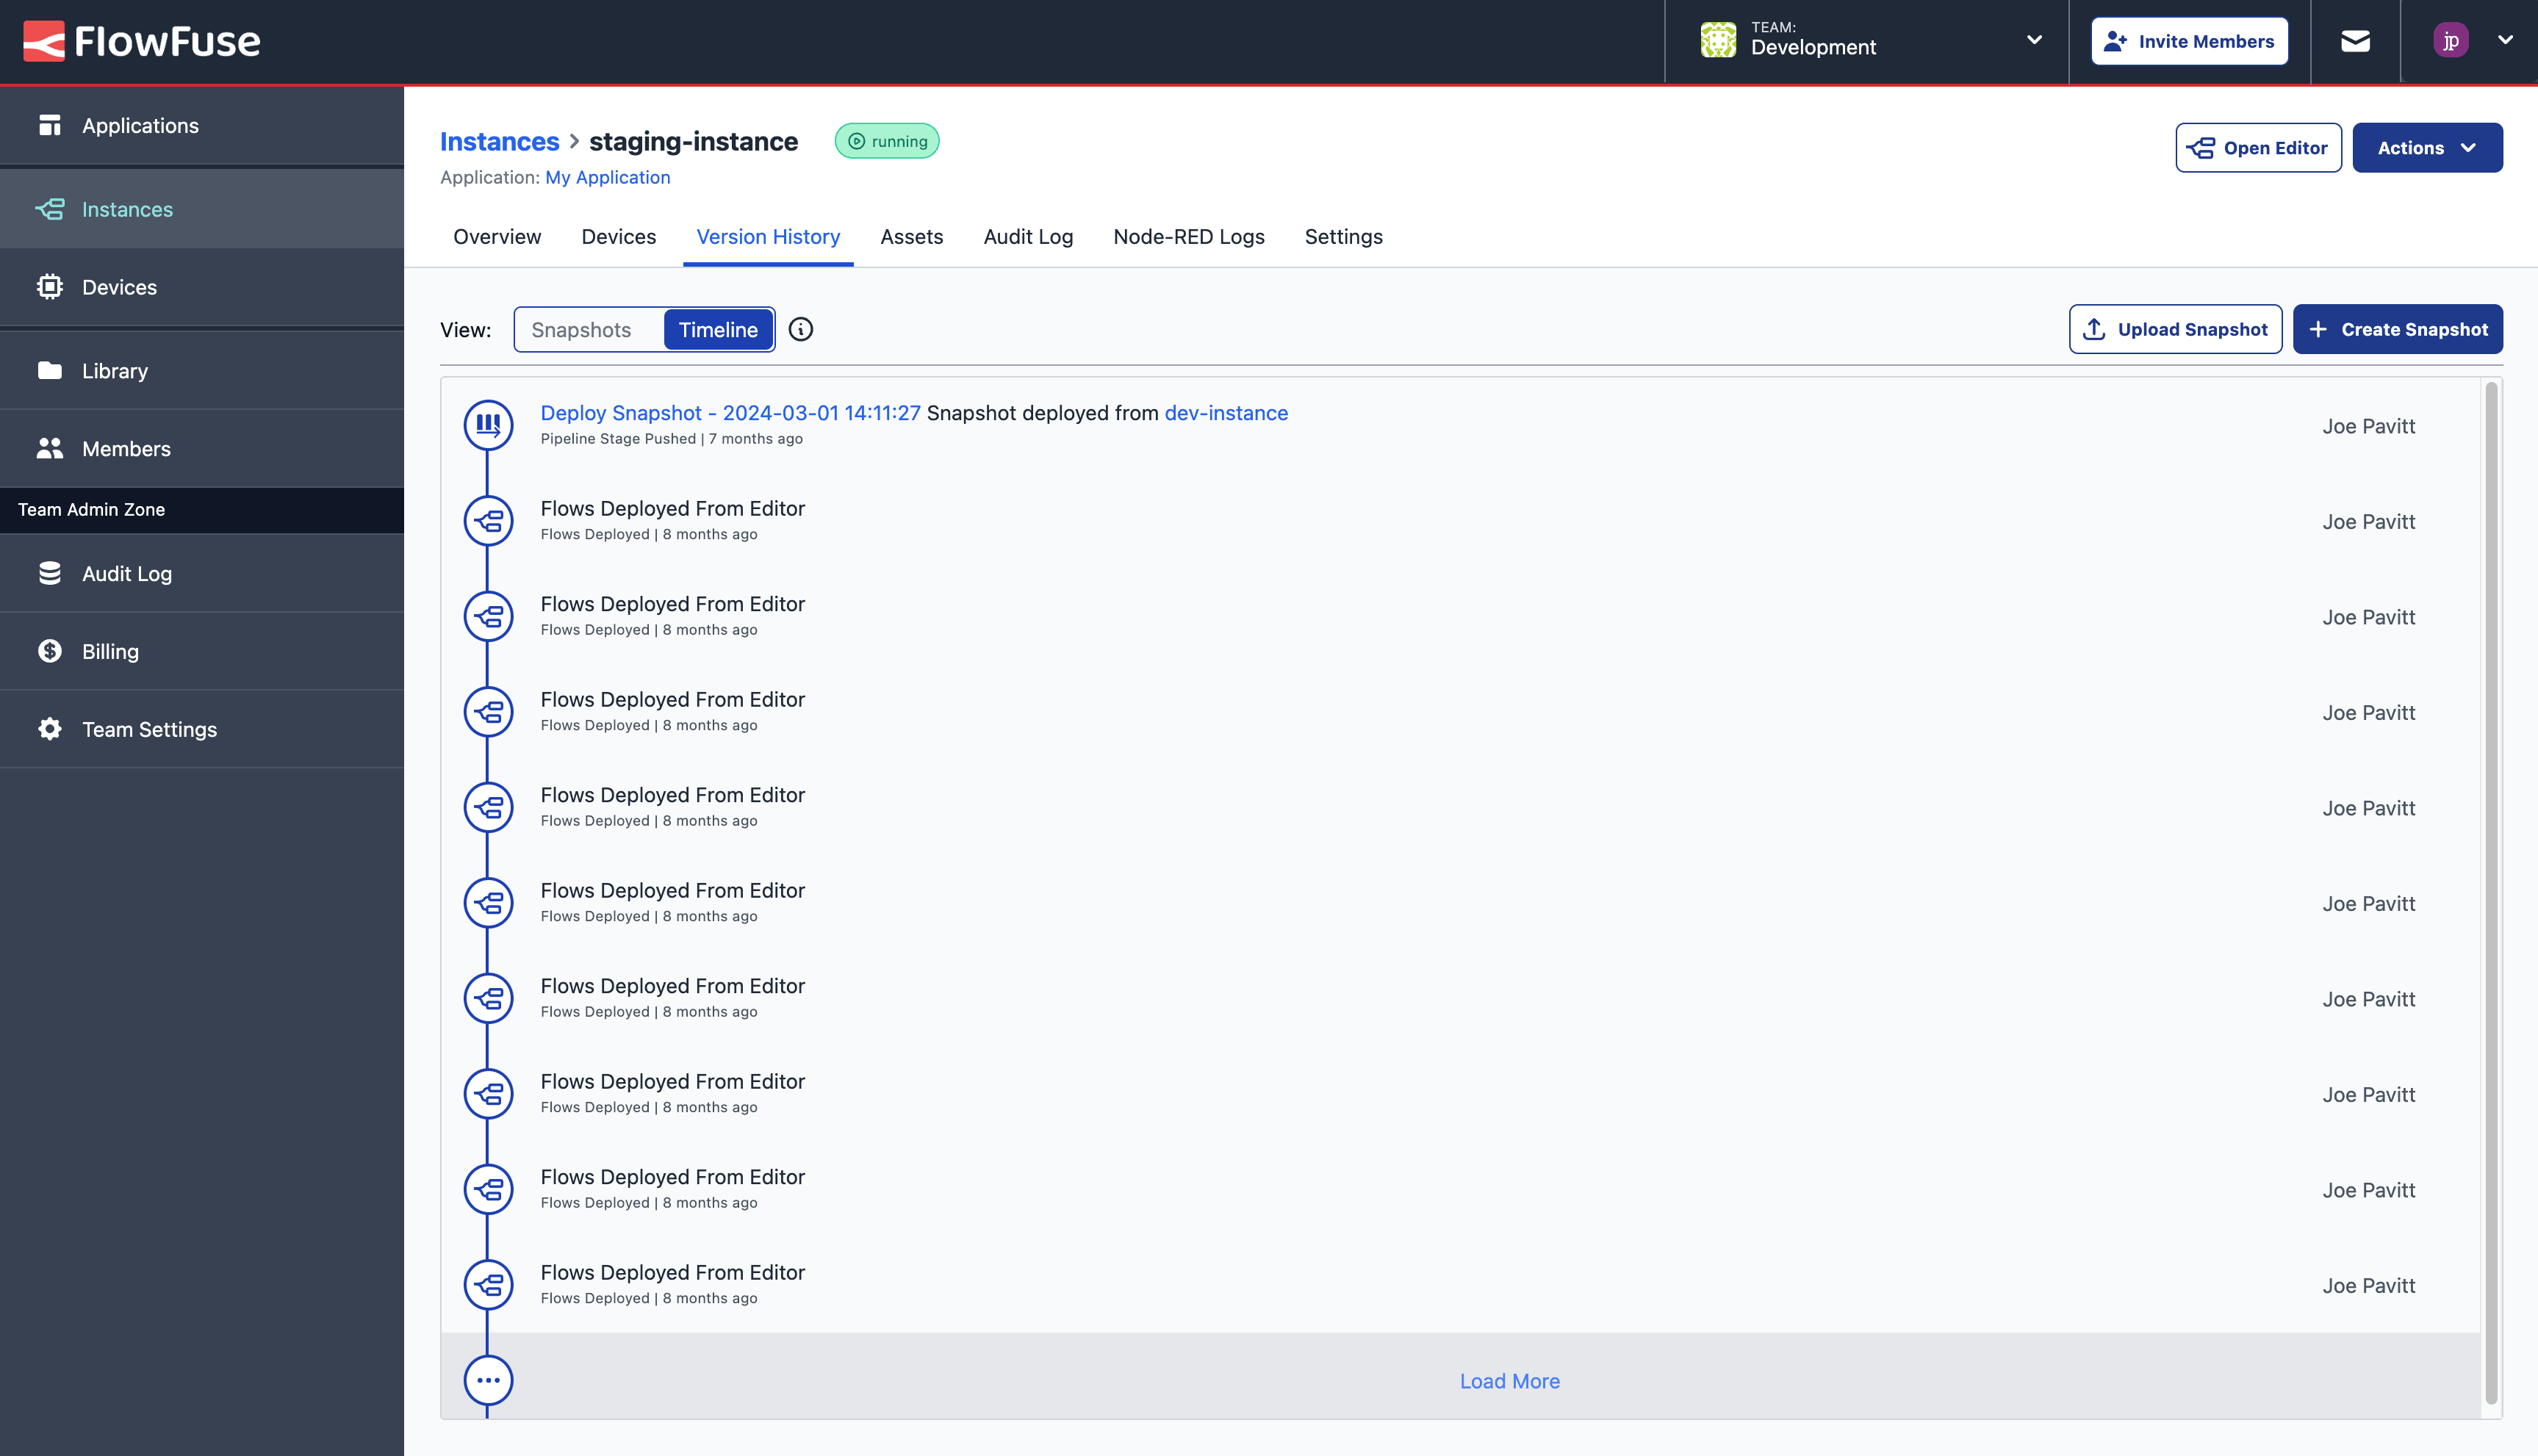 FlowFuse
TEAM:
Development
Invite Members
jp
Applications
Instances
Devices
Library
Members
Team Admin Zone
Audit Log
Billing
Team Settings
Instances > staging-instance
running
Application: My Application
Open Editor
Actions
Overview Devices Version History Assets Audit Log Node-RED Logs Settings
View: Snapshots Timeline
Upload Snapshot
+ Create Snapshot
Deploy Snapshot - 2024-03-01 14:11:27 Snapshot deployed from dev-instance
Pipeline Stage Pushed | 7 months ago
Joe Pavitt
Flows Deployed From Editor
Flows Deployed | 8 months ago
Joe Pavitt
Flows Deployed From Editor
Flows Deployed | 8 months ago
Joe Pavitt
Flows Deployed From Editor
Flows Deployed | 8 months ago
Joe Pavitt
Flows Deployed From Editor
Flows Deployed | 8 months ago
Joe Pavitt
Flows Deployed From Editor
Flows Deployed | 8 months ago
Joe Pavitt
Flows Deployed From Editor
Flows Deployed | 8 months ago
Joe Pavitt
Flows Deployed From Editor
Flows Deployed | 8 months ago
Joe Pavitt
Flows Deployed From Editor
Flows Deployed | 8 months ago
Joe Pavitt
Flows Deployed From Editor
Flows Deployed | 8 months ago
Joe Pavitt
Load More